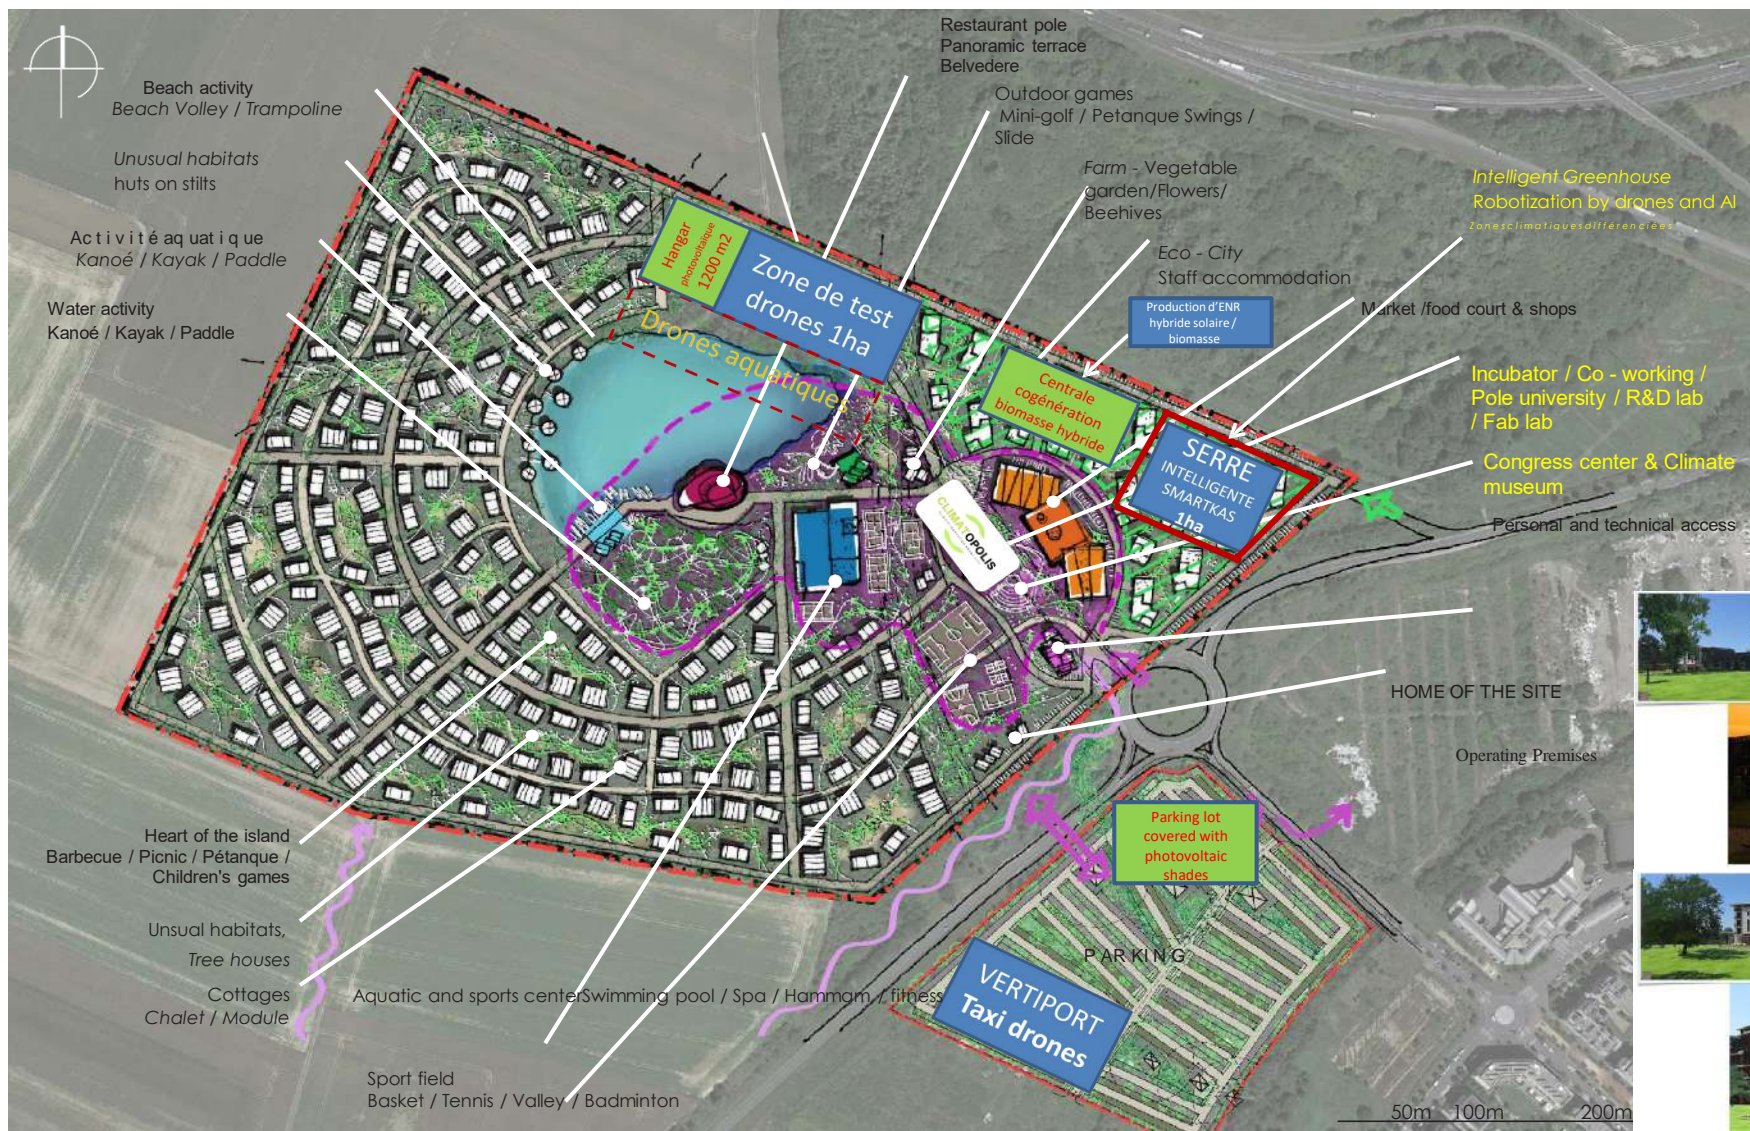 Restaurant pole
Panoramic terrace
Belvedere
Beach activity
Beach Volley / Trampoline
Outdoor games
Mini-golf / Petanque Swings /
Slide
Unusual habitats
huts on stilts
Farm - Vegetable
garden/Flowers/
Beehives
Intelligent Greenhouse
Robotization by drones and AI
Zonesclimatiquesdifférenciées
Activité aquatique
Kanoé / Kayak / Paddle
Eco - City
Staff accommodation
Water activity
Kanoé / Kayak / Paddle
Hangar
photovoltaïque
1200 m2
Zone de test
drones 1ha
Drones aquatiques
Production d'ENR
hybride solaire /
biomasse
Market /food court & shops
Centrale
cogénération
biomasse hybride
Incubator / Co - working /
Pole university / R&D lab
/ Fab lab
SERRE
INTELLIGENTE
SMARTKAS
1ha
Congress center & Climate
museum
CLIMATOPOLIS
Personal and technical access
HOME OF THE SITE
Operating Premises
Parking lot
covered with
photovoltaic
shades
Heart of the island
Barbecue / Picnic / Pétanque /
Children's games
Unsual habitats,
Tree houses
PARKING
VERTIPORT
Taxi drones
Cottages
Chalet / Module
Aquatic and sports centerSwimming pool / Spa / Hammam / fitness
Sport field
Basket / Tennis / Valley / Badminton
50m 100m 200m